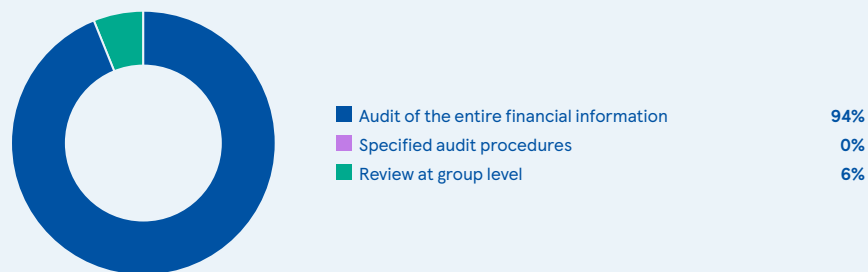 Audit of the entire financial information 94%
Specified audit procedures 0%
Review at group level 6%